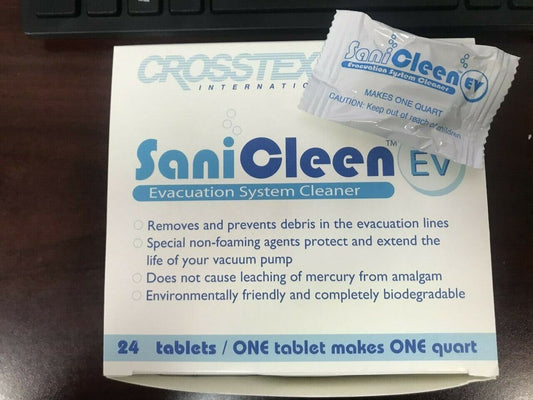 CROSSTEX
INTERNATIO
SaniCleen™ EV
Evacuation System Cleaner
Removes and prevents debris in the evacuation lines
Special non-foaming agents protect and extend the
life of your vacuum pump
Does not cause leaching of mercury from amalgam
Environmentally friendly and completely biodegradable
24 tablets / ONE tablet makes ONE quart
SaniCleen EV
Evacuation System Cleaner
MAKES ONE QUART
CAUTION: Keep out of reach of children.